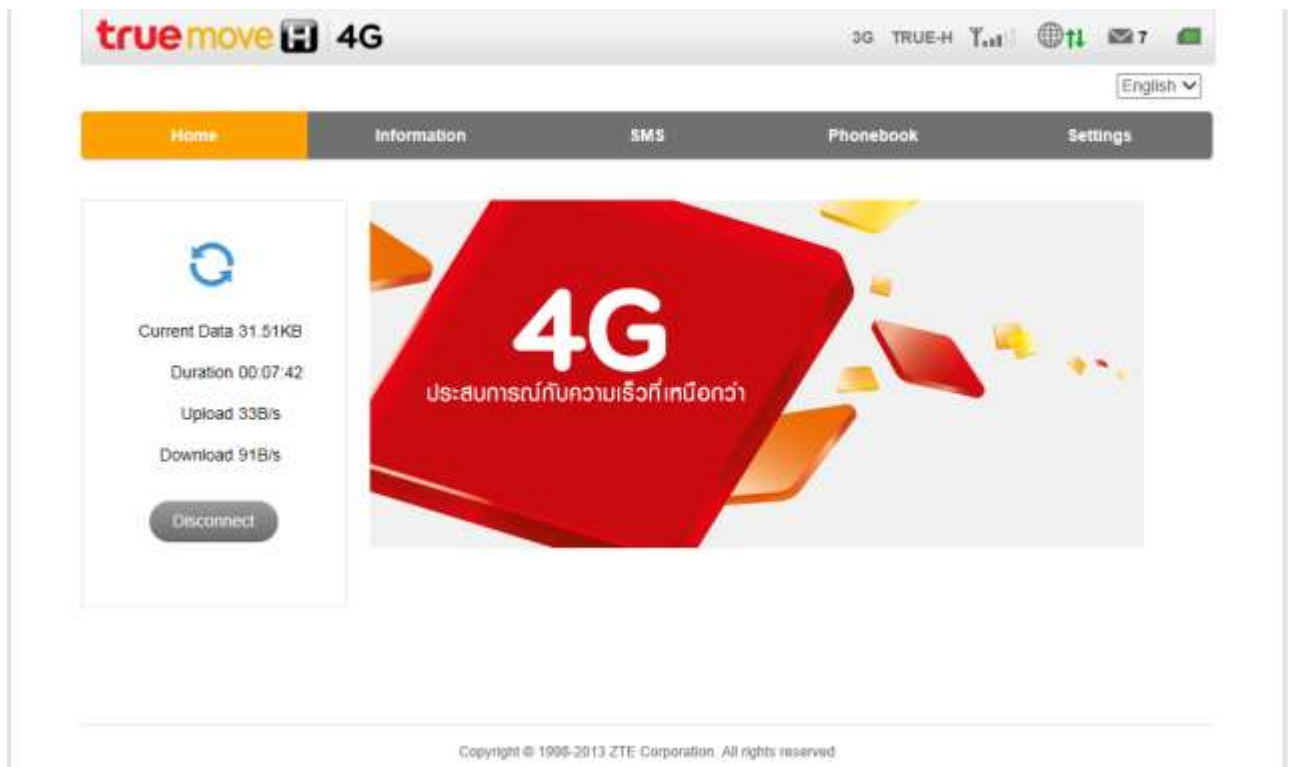 truemove H 4G
3G TRUE-H 7
English
Home Information SMS Phonebook Settings
Current Data 31.51KB
Duration 00:07:42
Upload 33B/s
Download 91B/s
Disconnect
4G
ประสบการณ์กับความเร็วที่เหนือกว่า
Copyright © 1998-2013 ZTE Corporation. All rights reserved